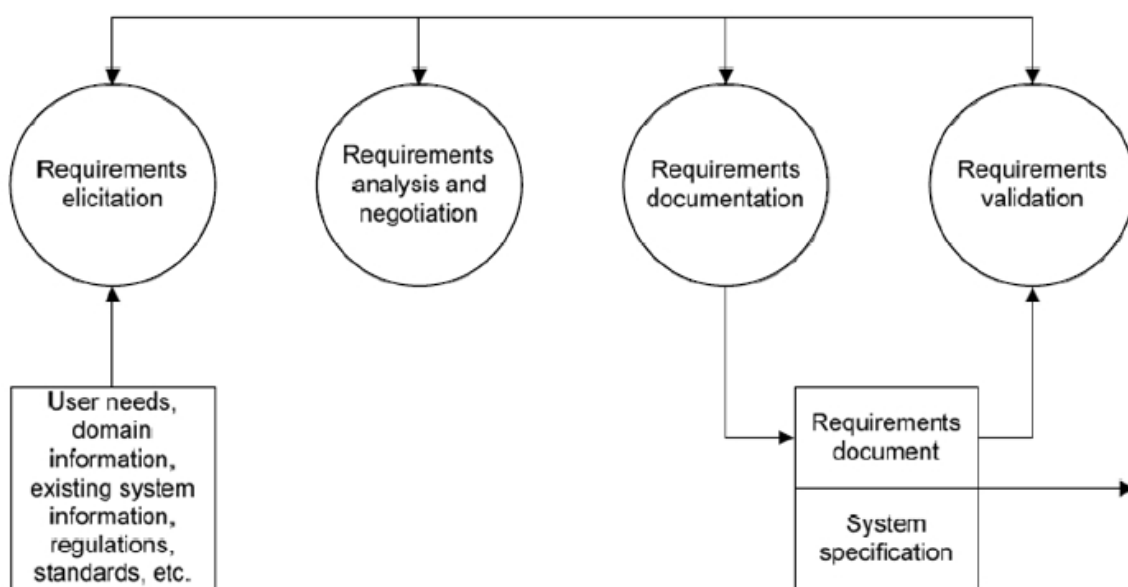 Requirements
elicitation
Requirements
analysis and
negotiation
Requirements
documentation
Requirements
validation
User needs,
domain
information,
existing system
information,
regulations,
standards, etc.
Requirements
document
System
specification